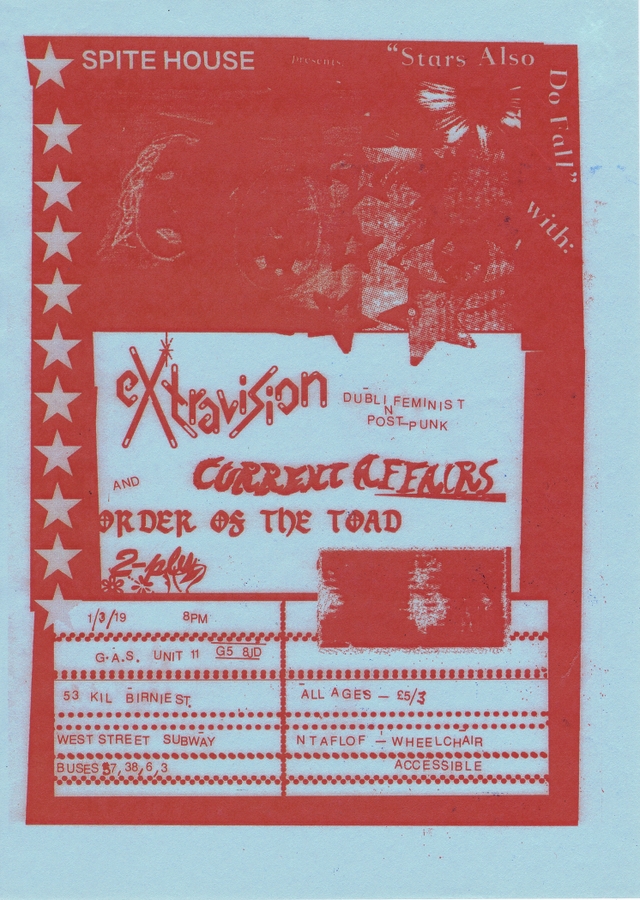 SPITE HOUSE presents "Stars Also
Do Fall"
with:
eXtravision
DUBLIN FEMINIST
POST-PUNK
AND
CURRENT AFFAIRS
ORDER OF THE TOAD
2-ply
1/3/19 8PM
G.A.S. UNIT 11 G5 8JD
53 KILBIRNIE ST.
ALL AGES — £5/3
WEST STREET SUBWAY
NTAFLOF - WHEELCHAIR
ACCESSIBLE
BUSES 57, 38, 6, 3